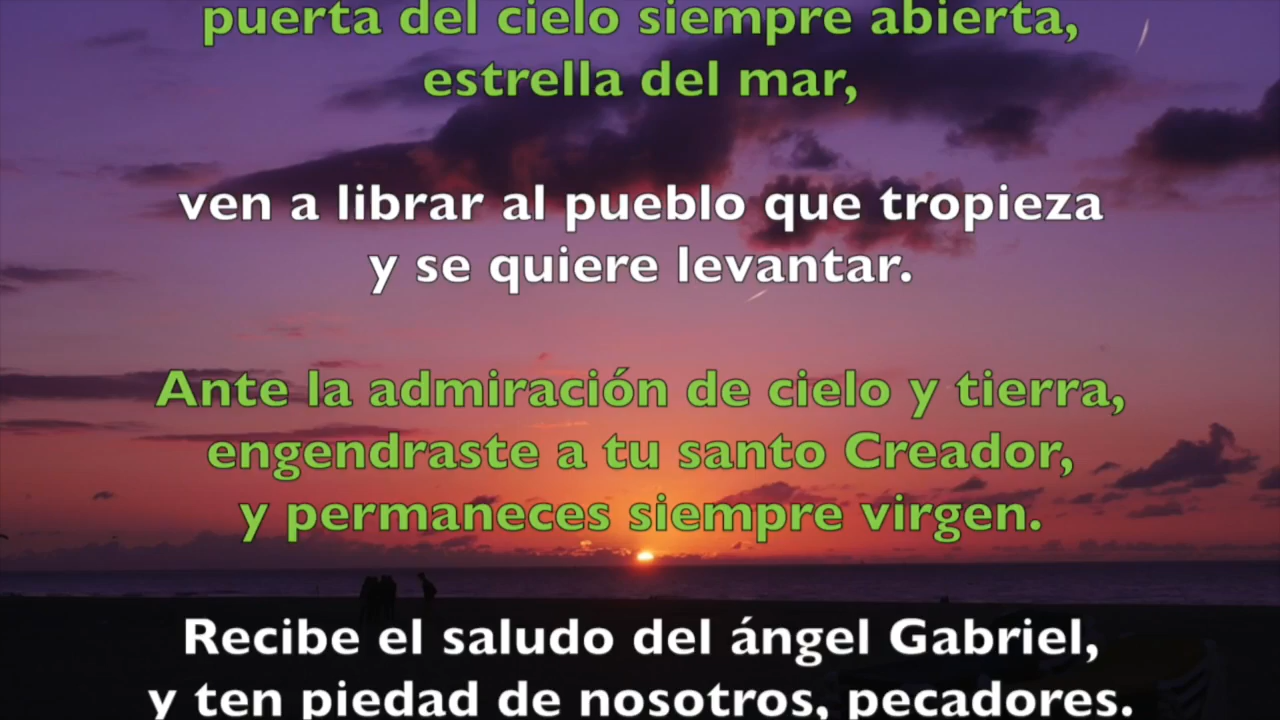 puerta del cielo siempre abierta,
estrella del mar,
ven a librar al pueblo que tropieza
y se quiere levantar.
Ante la admiración de cielo y tierra,
engendraste a tu santo Creador,
y permaneces siempre virgen.
Recibe el saludo del ángel Gabriel,
y ten piedad de nosotros, pecadores.